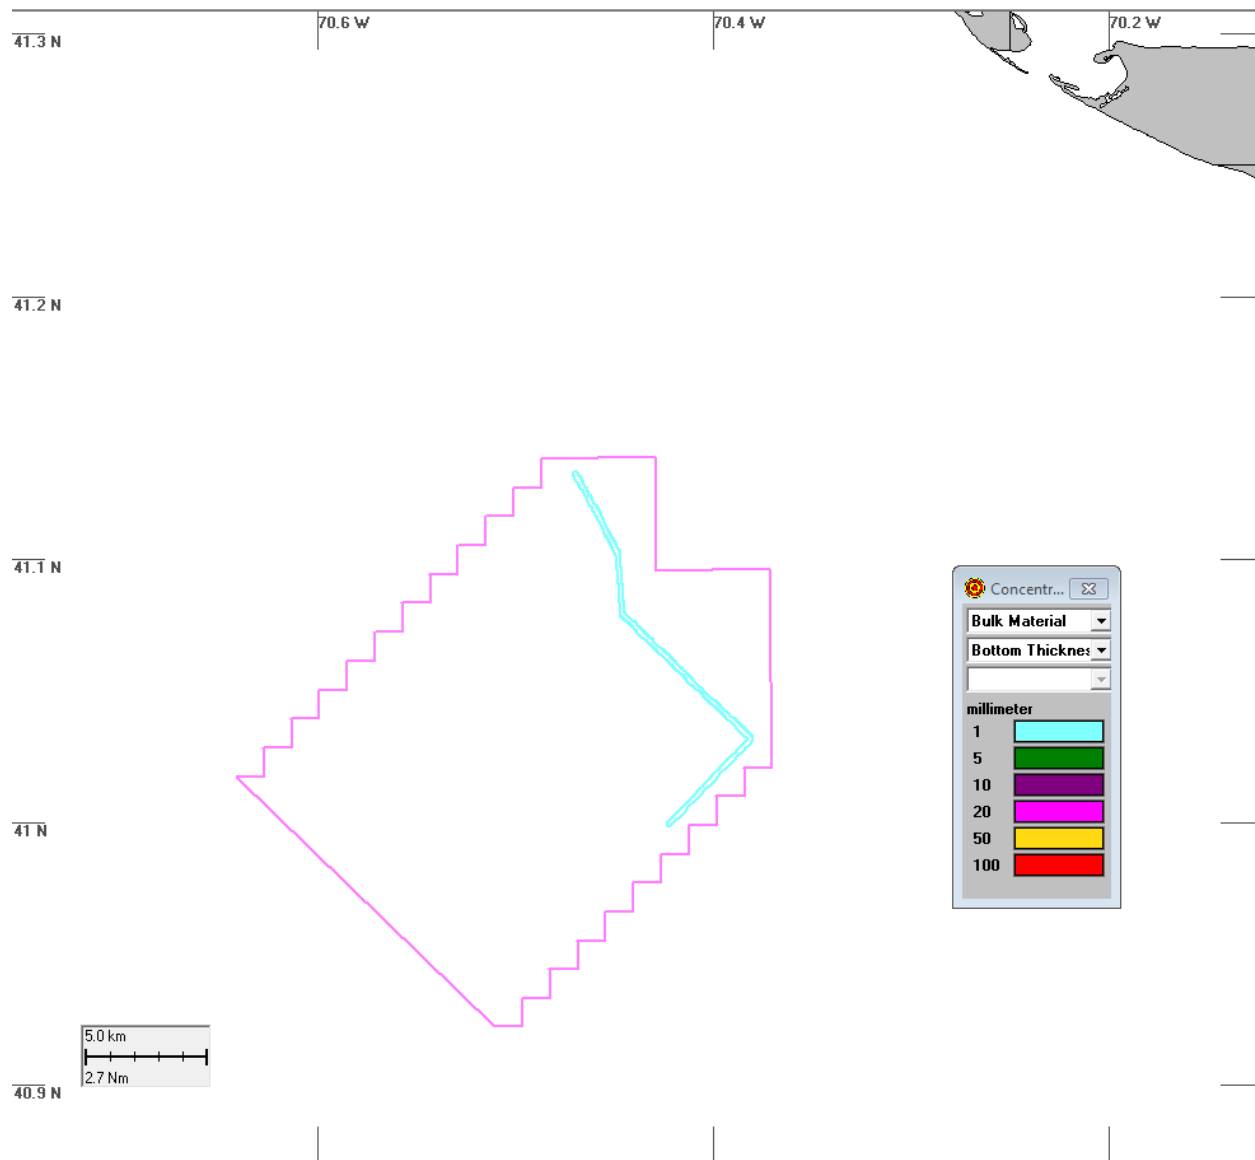 70.6 W
70.4 W
70.2 W
41.3 N
41.2 N
41.1 N
Concentr...
Bulk Material
Bottom Thicknes
millimeter
1
5
10
20
50
100
41 N
5.0 km
2.7 Nm
40.9 N